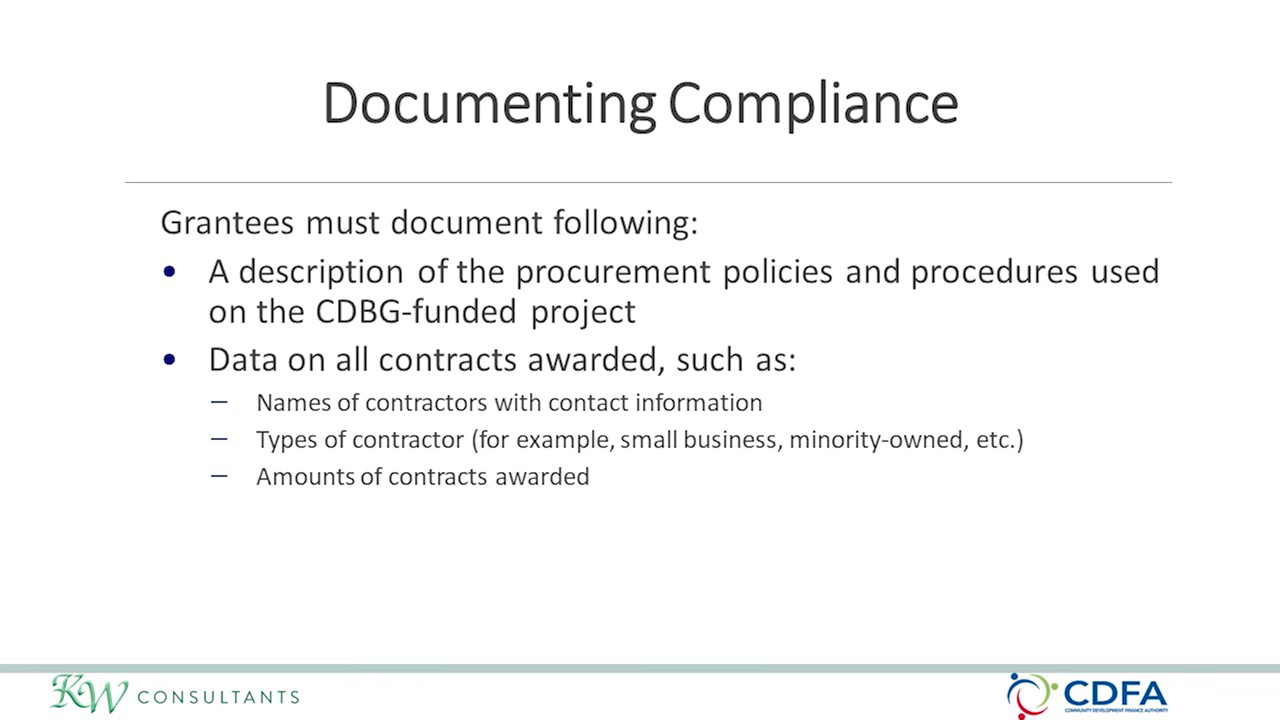 Documenting Compliance
Grantees must document following:
• A description of the procurement policies and procedures used
on the CDBG-funded project
• Data on all contracts awarded, such as:
– Names of contractors with contact information
– Types of contractor (for example, small business, minority-owned, etc.)
– Amounts of contracts awarded
KW CONSULTANTS
CDFA
COMMUNITY DEVELOPMENT FINANCE AUTHORITY